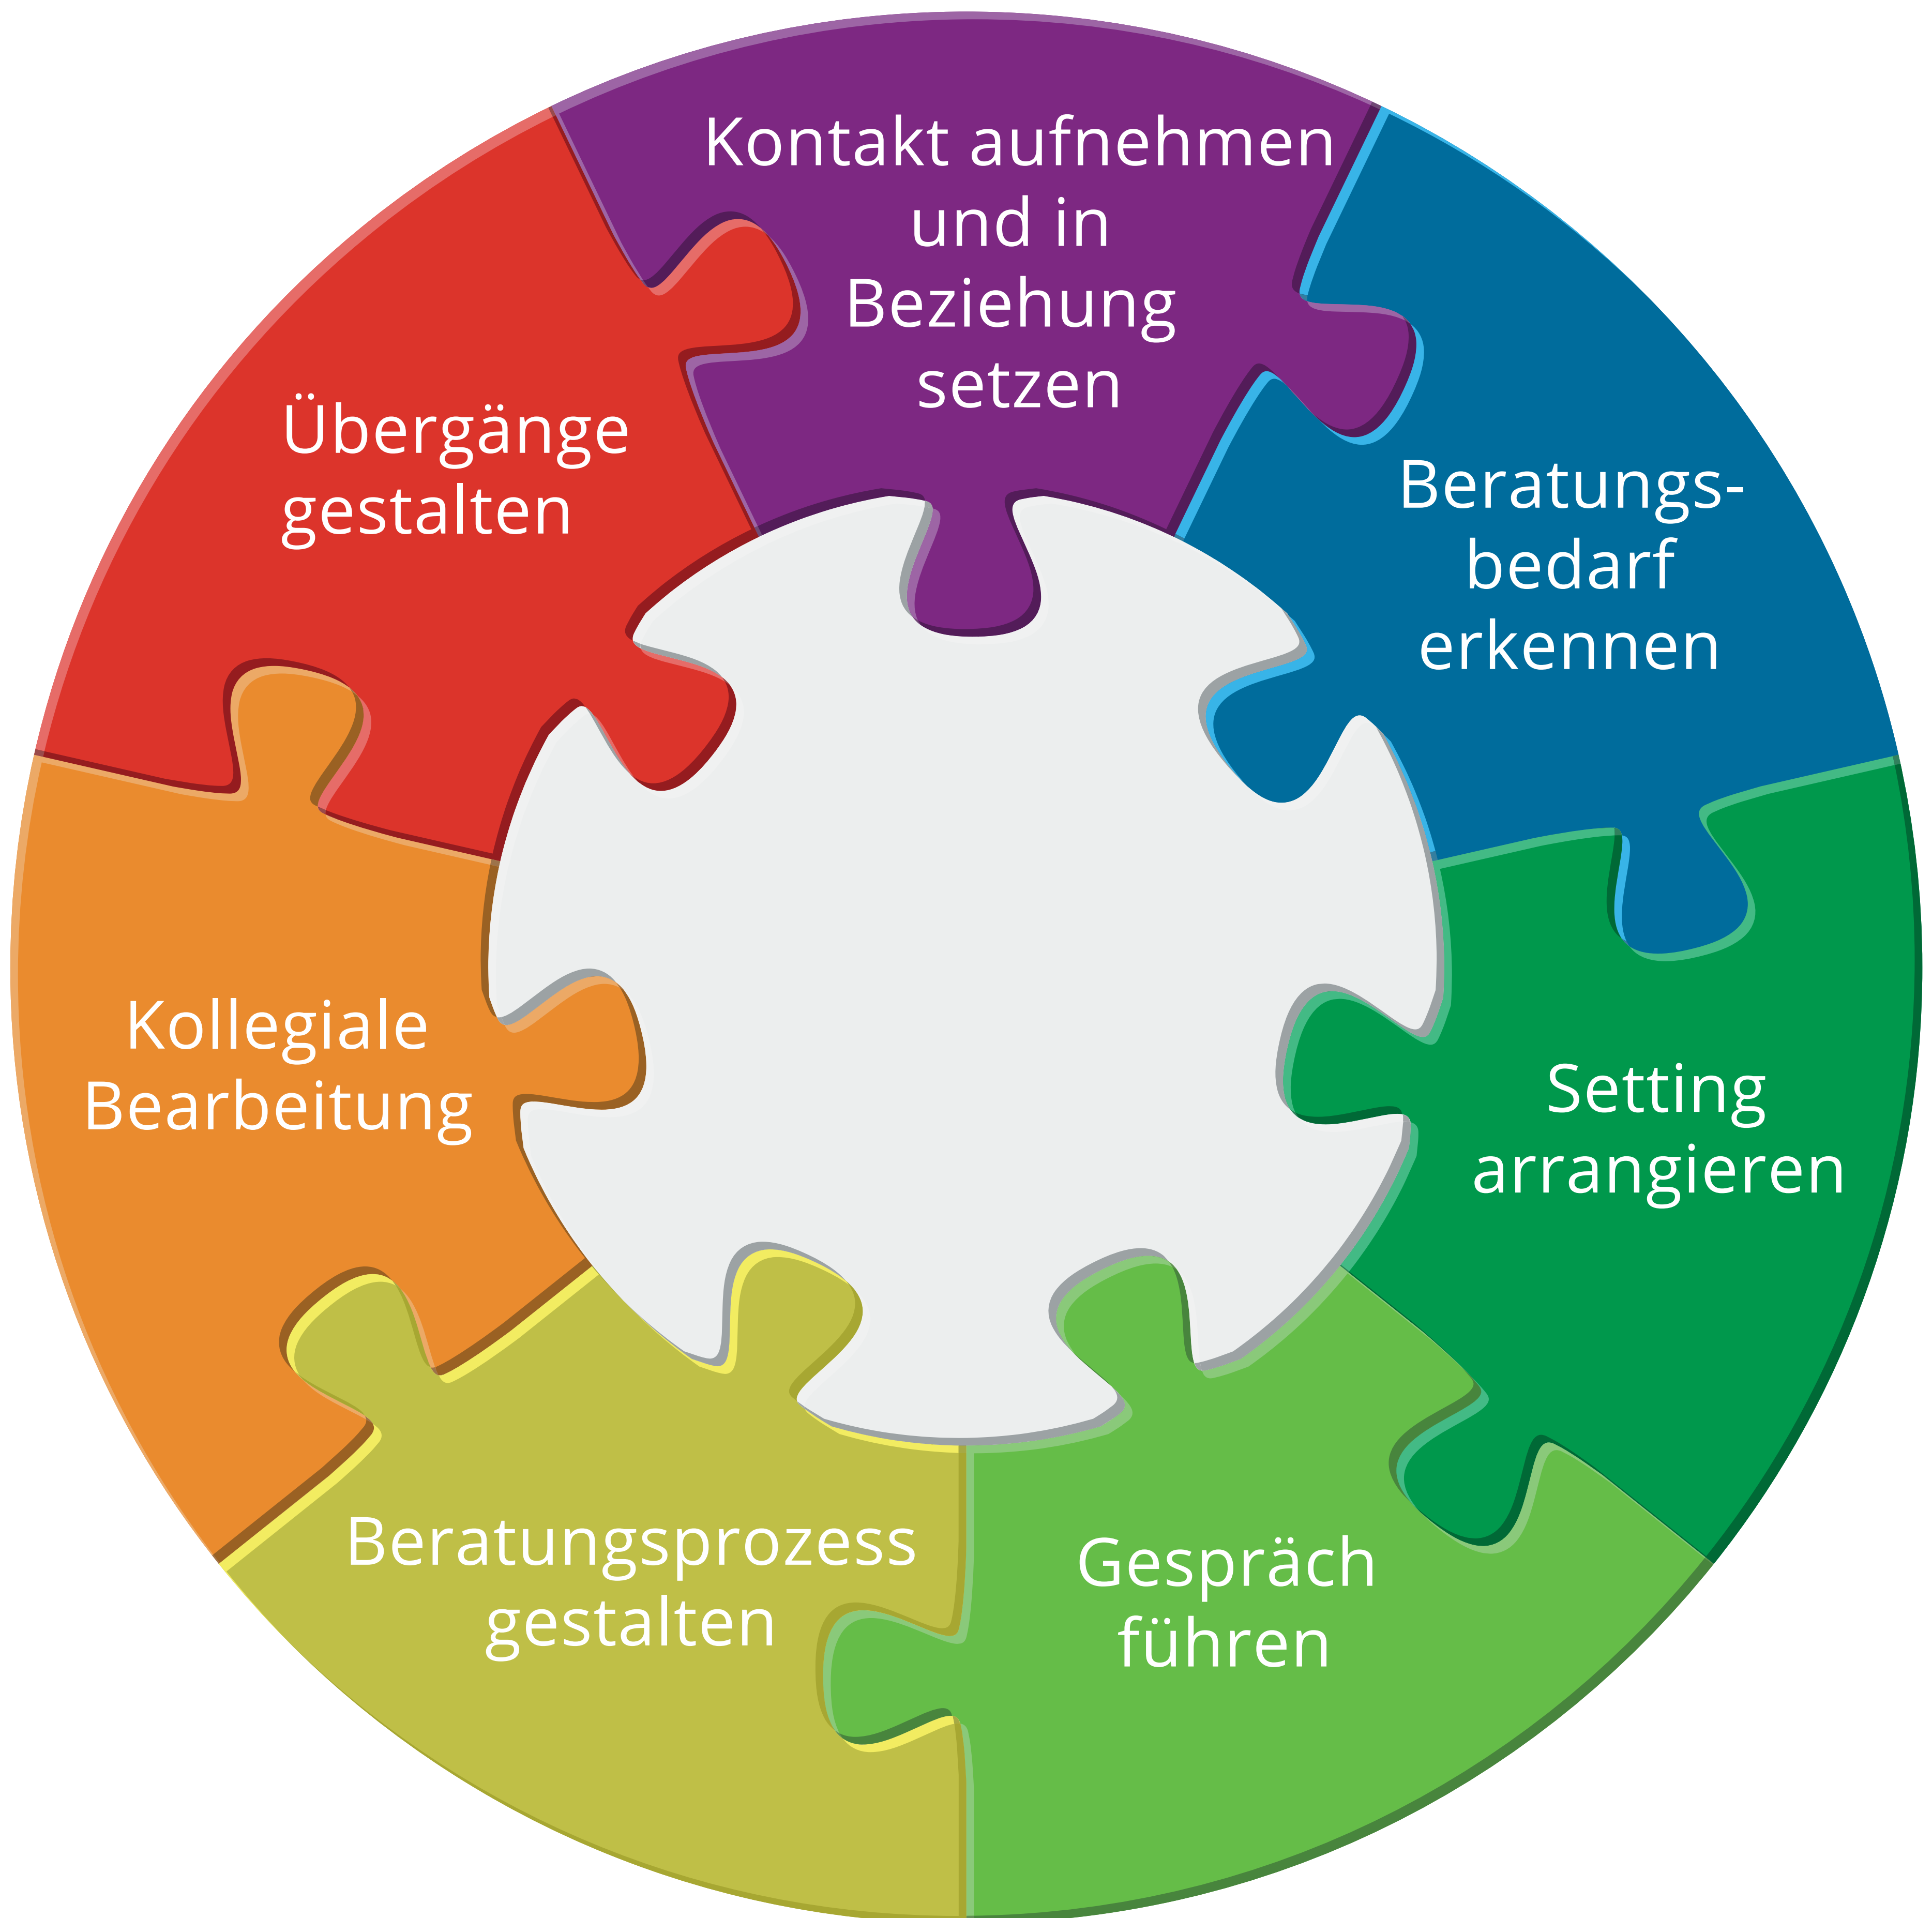 Kontakt aufnehmen
und in
Beziehung
setzen
Beratungs-
bedarf
erkennen
Setting
arrangieren
Gespräch
führen
Beratungsprozess
gestalten
Kollegiale
Bearbeitung
Übergänge
gestalten